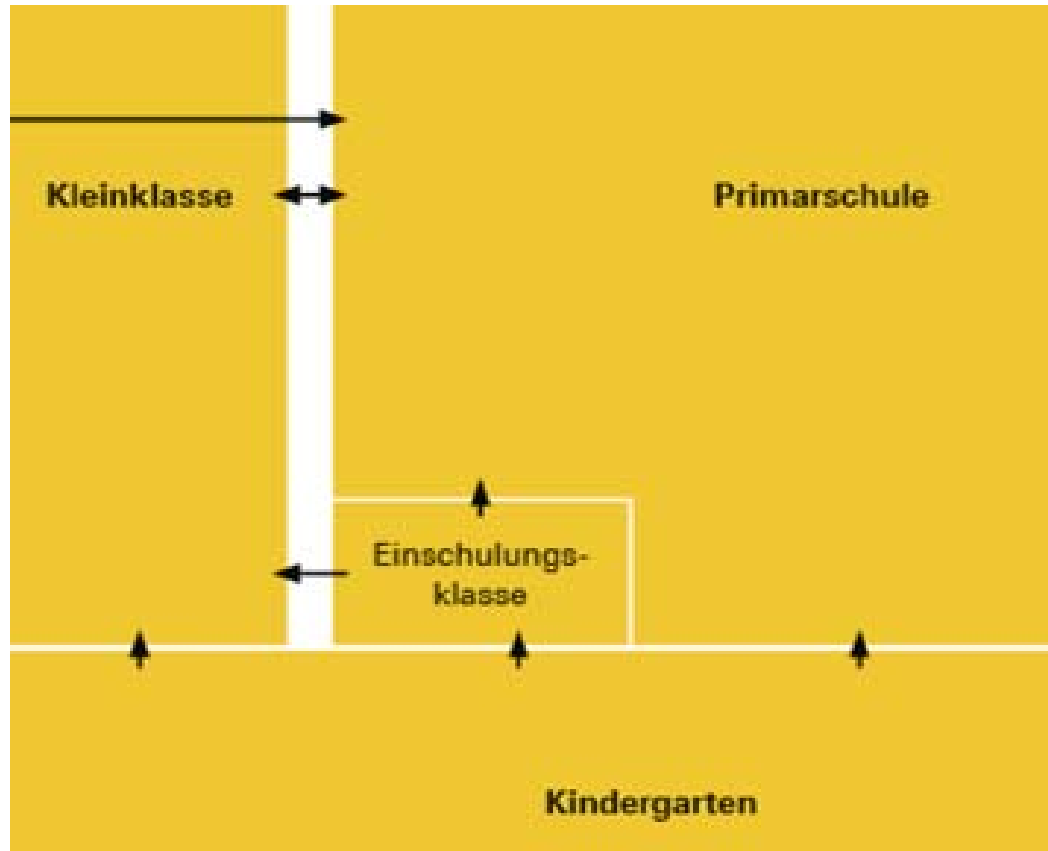 Kleinklasse
Primarschule
Einschulungs-
klasse
Kindergarten